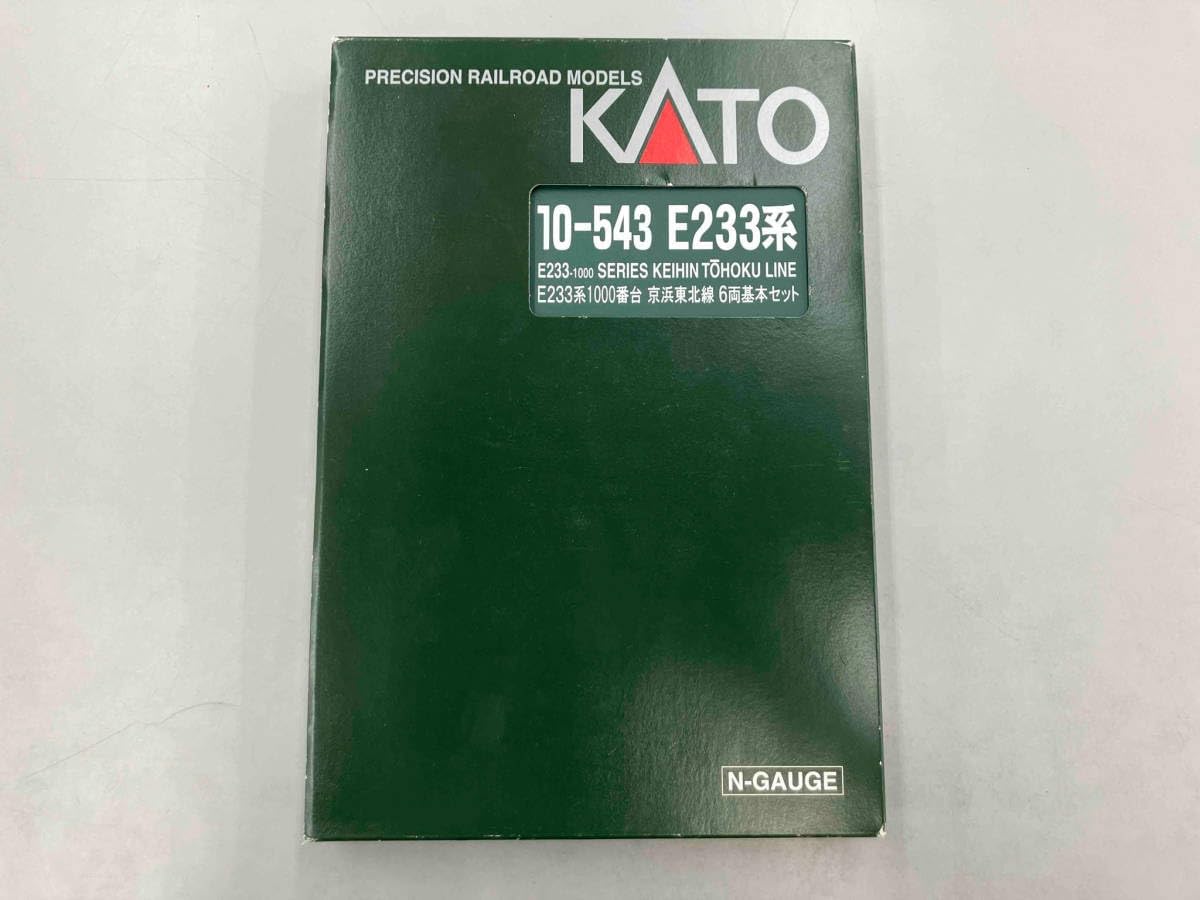 PRECISION RAILROAD MODELS
KATO
10-543 E233系
E233-1000 SERIES KEIHIN TŌHOKU LINE
E233系1000番台 京浜東北線 6両基本セット
N-GAUGE